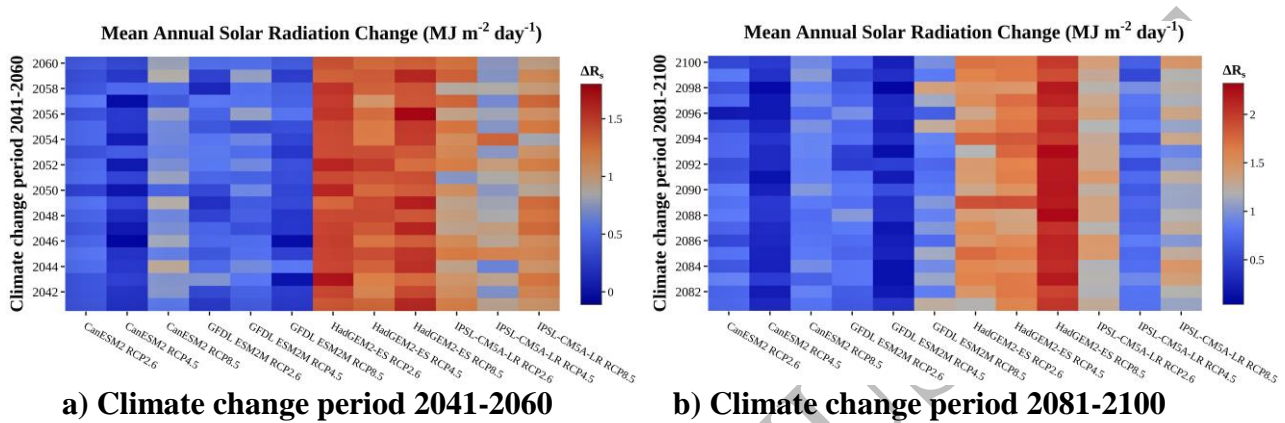 Mean Annual Solar Radiation Change (MJ m⁻² day⁻¹)
Climate change period 2041-2060
2060
2058
2056
2054
2052
2050
2048
2046
2044
2042
ΔRs
1.5
1
0.5
0
CanESM2 RCP2.6
CanESM2 RCP4.5
CanESM2 RCP8.5
GFDL ESM2M RCP2.6
GFDL ESM2M RCP4.5
GFDL ESM2M RCP8.5
HadGEM2-ES RCP2.6
HadGEM2-ES RCP4.5
HadGEM2-ES RCP8.5
IPSL-CM5A-LR RCP2.6
IPSL-CM5A-LR RCP4.5
IPSL-CM5A-LR RCP8.5
a) Climate change period 2041-2060
Mean Annual Solar Radiation Change (MJ m⁻² day⁻¹)
Climate change period 2081-2100
2100
2098
2096
2094
2092
2090
2088
2086
2084
2082
ΔRs
2
1.5
1
0.5
CanESM2 RCP2.6
CanESM2 RCP4.5
CanESM2 RCP8.5
GFDL ESM2M RCP2.6
GFDL ESM2M RCP4.5
GFDL ESM2M RCP8.5
HadGEM2-ES RCP2.6
HadGEM2-ES RCP4.5
HadGEM2-ES RCP8.5
IPSL-CM5A-LR RCP2.6
IPSL-CM5A-LR RCP4.5
IPSL-CM5A-LR RCP8.5
b) Climate change period 2081-2100